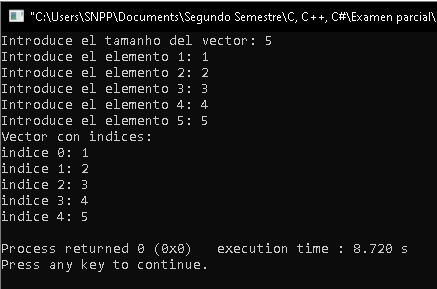 "C:\Users\SNPP\Documents\Segundo Semestre\C, C++, C#\Examen parcial\
Introduce el tamanho del vector: 5
Introduce el elemento 1: 1
Introduce el elemento 2: 2
Introduce el elemento 3: 3
Introduce el elemento 4: 4
Introduce el elemento 5: 5
Vector con indices:
indice 0: 1
indice 1: 2
indice 2: 3
indice 3: 4
indice 4: 5
Process returned 0 (0x0)   execution time : 8.720 s
Press any key to continue.